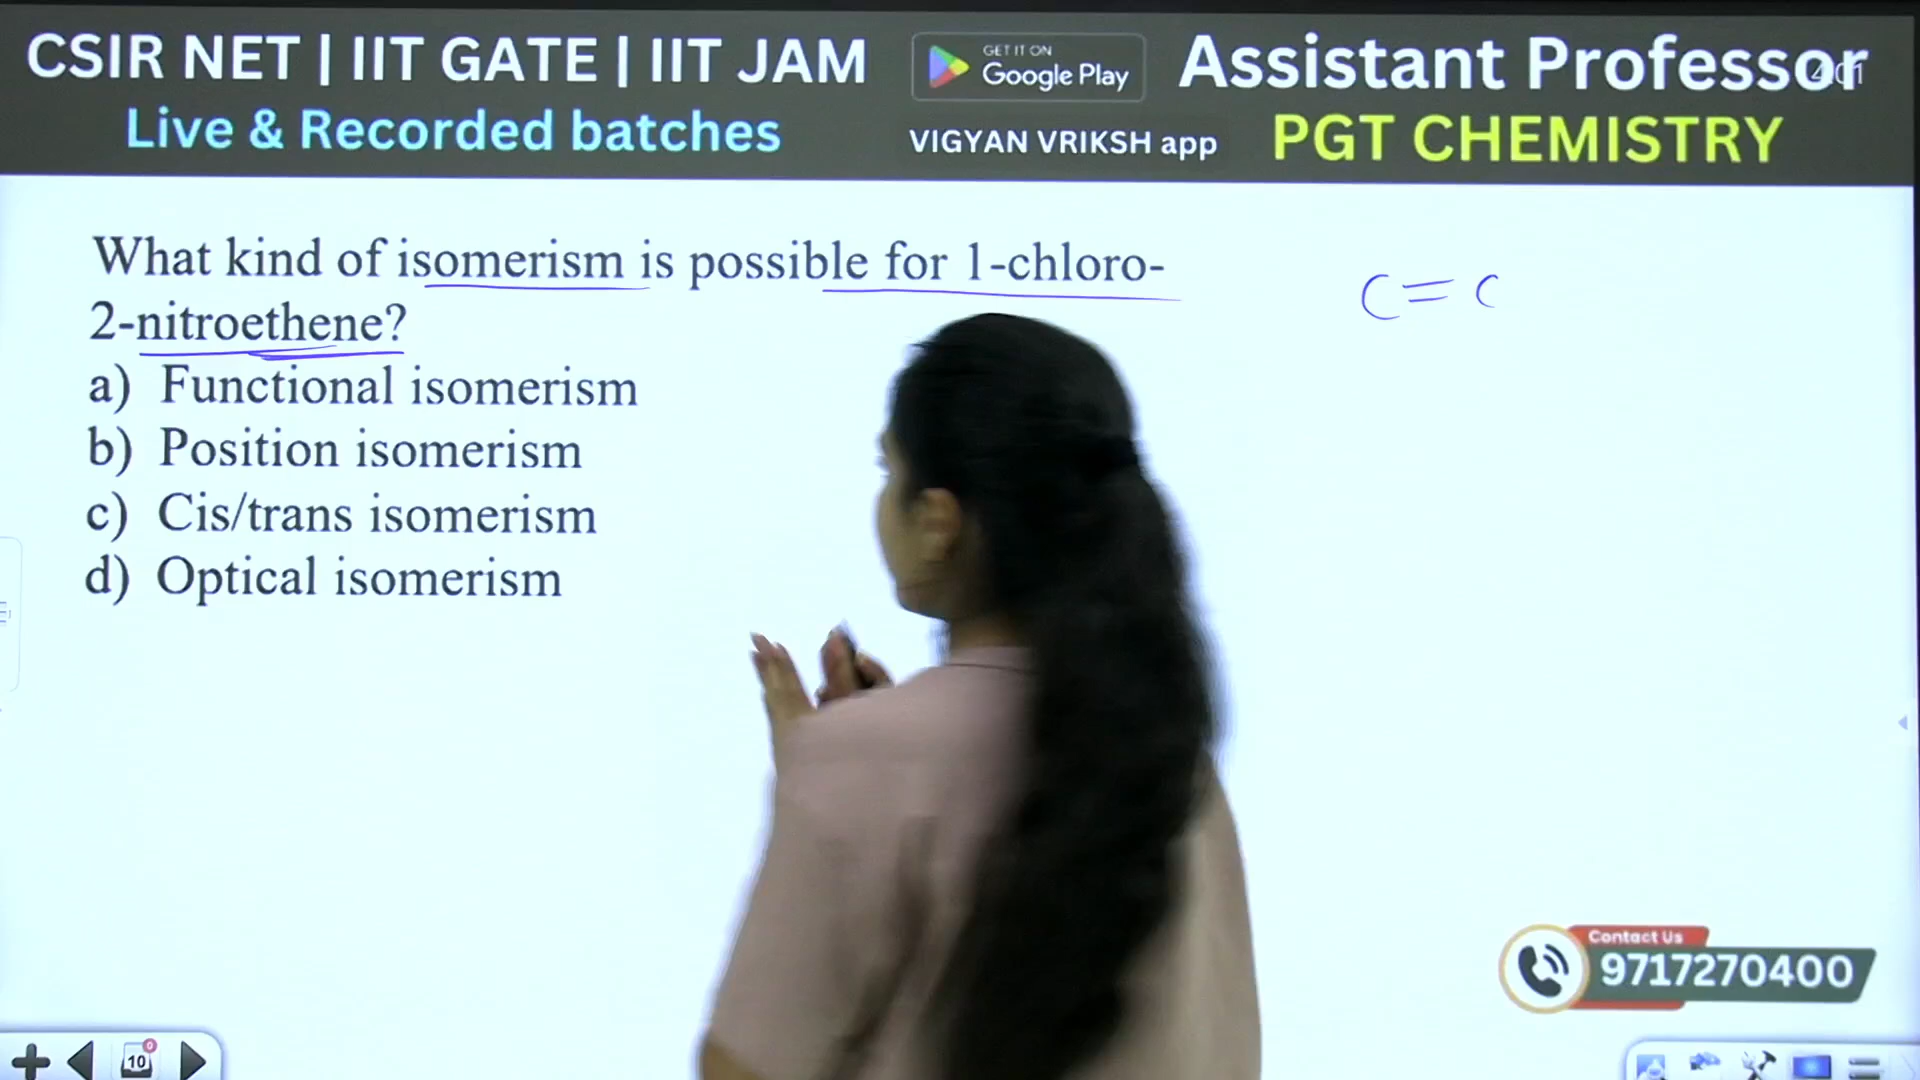 CSIR NET | IIT GATE | IIT JAM
Live & Recorded batches
GET IT ON
Google Play
VIGYAN VRIKSH app
Assistant Professor
PGT CHEMISTRY
What kind of isomerism is possible for 1-chloro-
2-nitroethene?
a) Functional isomerism
b) Position isomerism
c) Cis/trans isomerism
d) Optical isomerism
C = C
Contact Us
9717270400
10
0